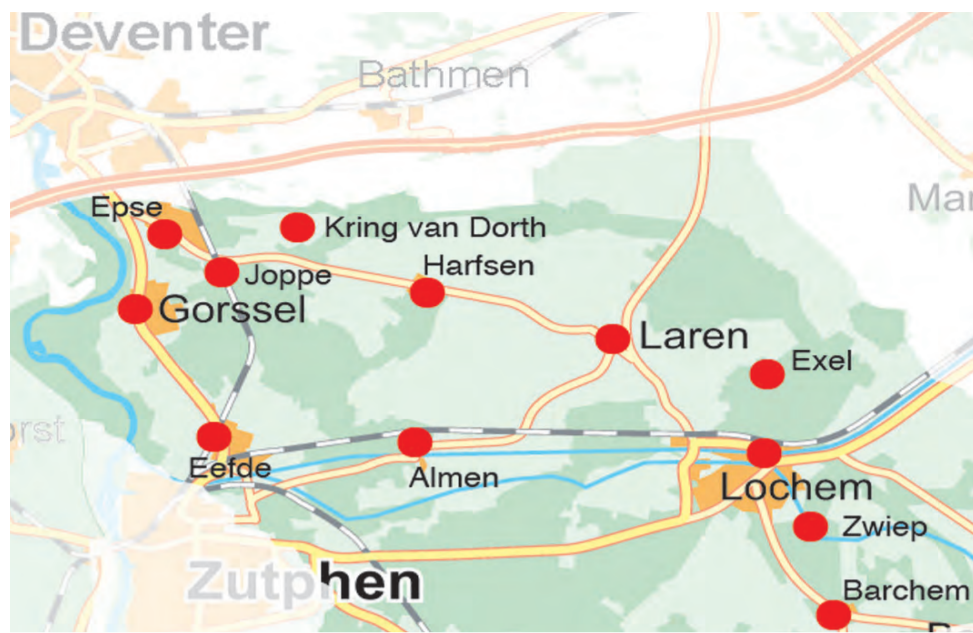 Deventer
Bathmen
Epse
Kring van Dorth
Joppe
Harfsen
Gorssel
Laren
Exel
Eefde
Almen
Lochem
Zwiep
Zutphen
Barchem